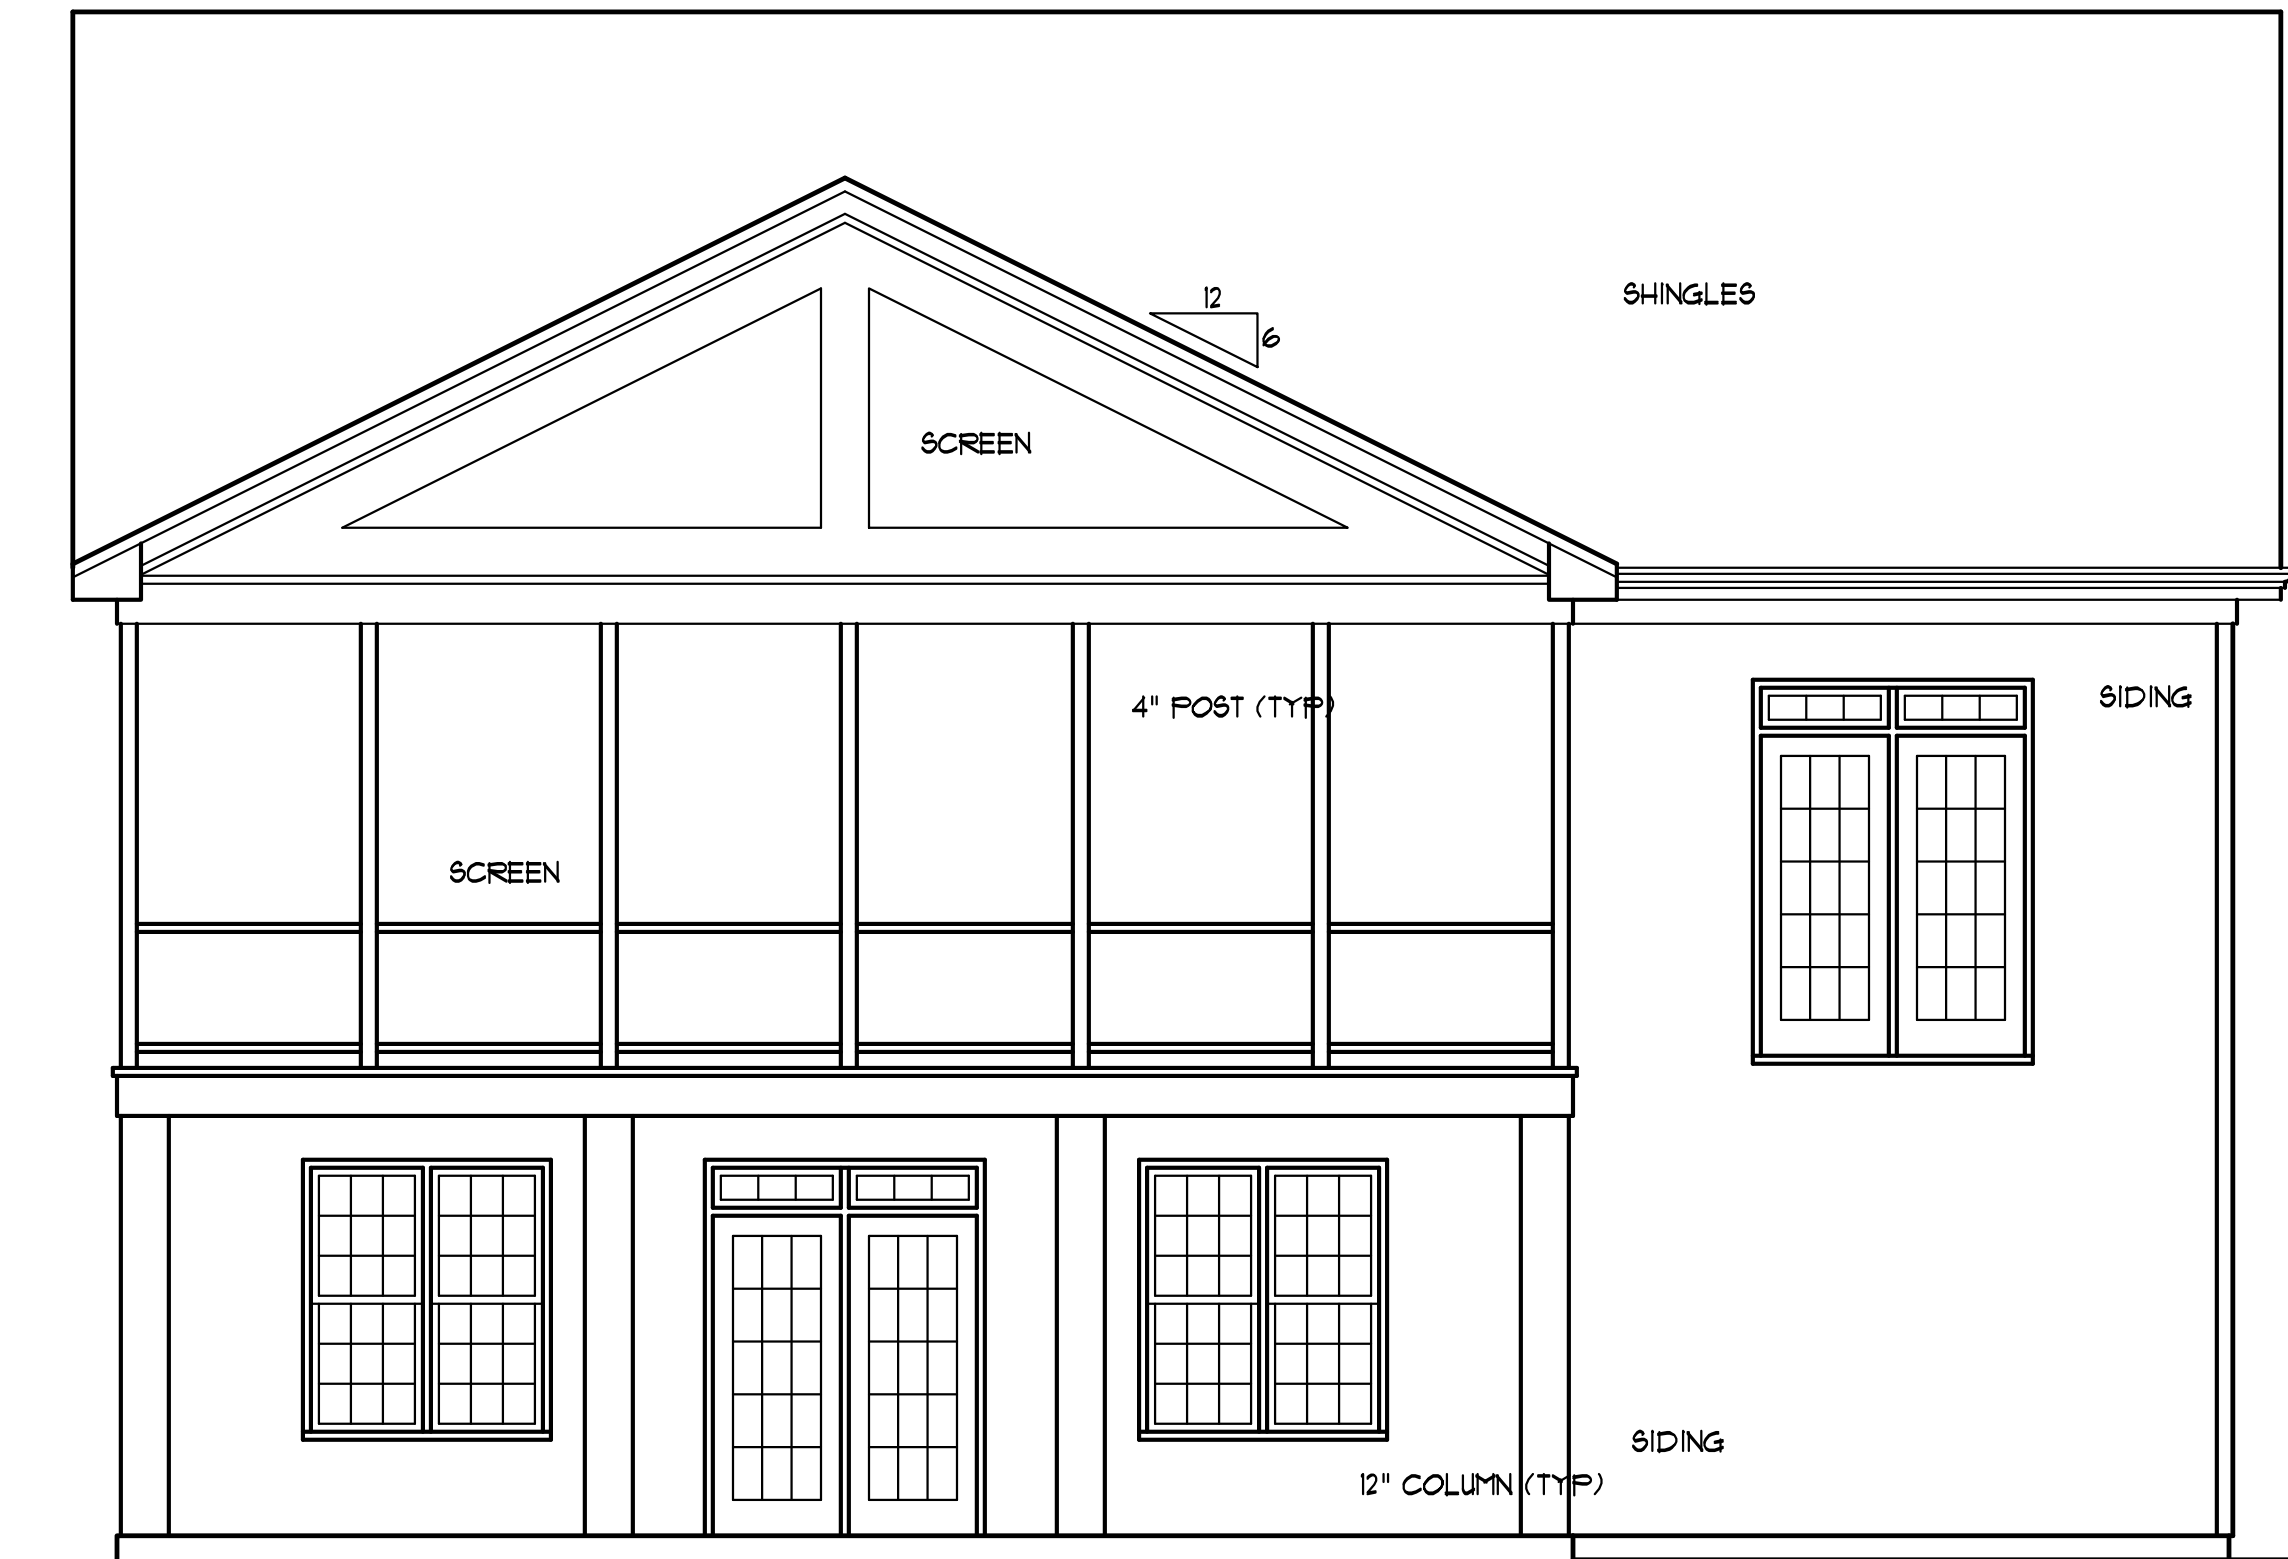 12
SHINGLES
6
SCREEN
4" POST (TYP)
SIDING
SCREEN
SIDING
12" COLUMN (TYP)